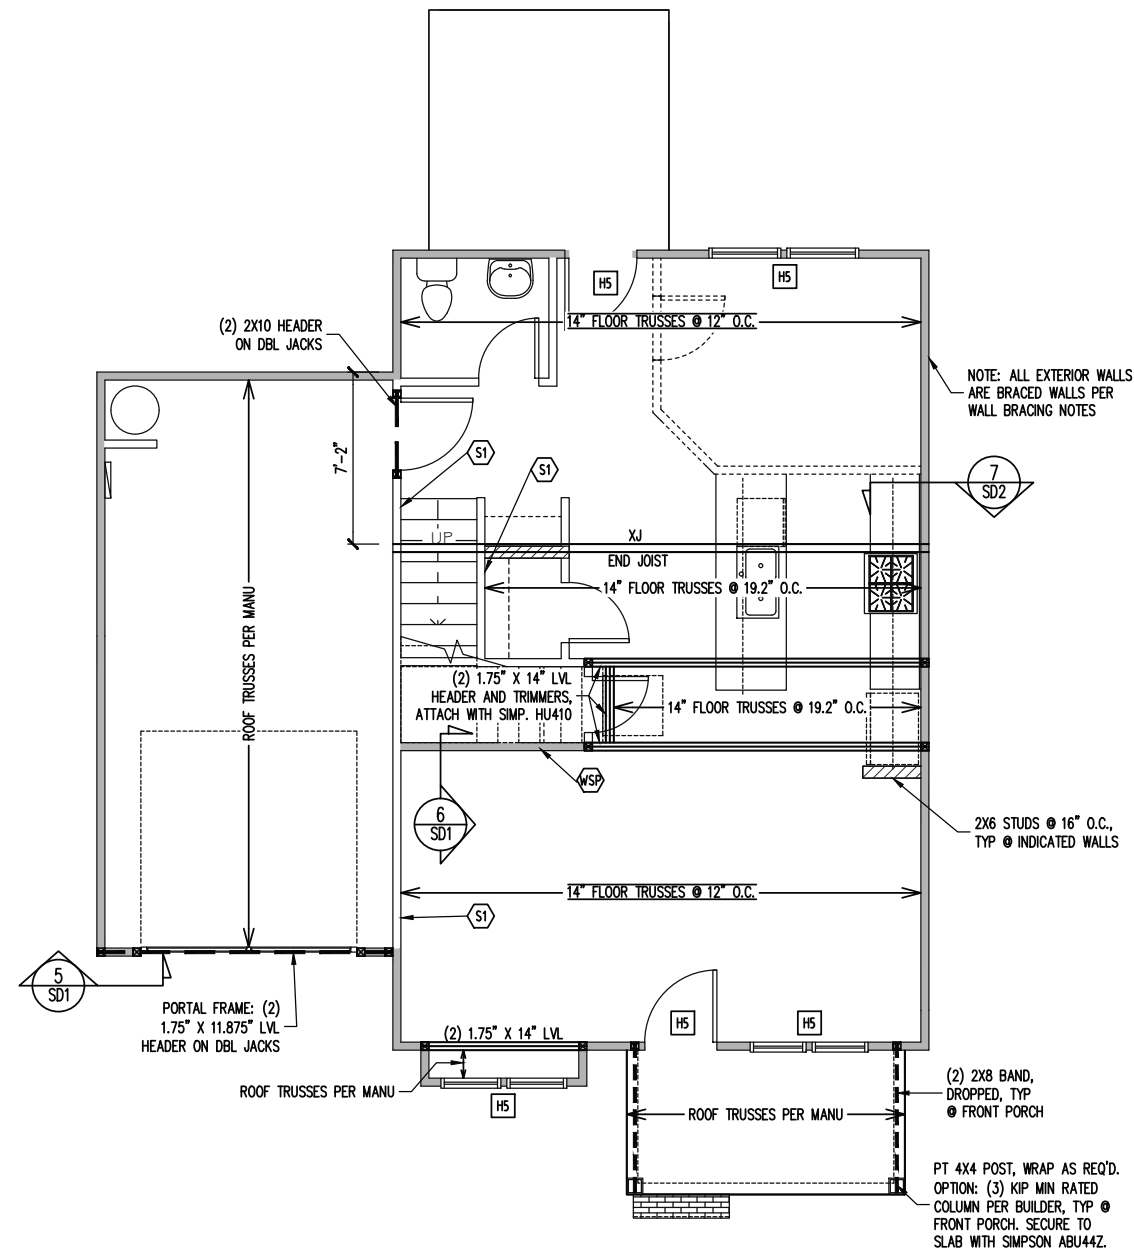 H5
H5
14" FLOOR TRUSSES @ 12" O.C.
(2) 2X10 HEADER
ON DBL JACKS
NOTE: ALL EXTERIOR WALLS
ARE BRACED WALLS PER
WALL BRACING NOTES
7'-2"
S1
S1
7
SD2
UP
XJ
END JOIST
14" FLOOR TRUSSES @ 19.2" O.C.
ROOF TRUSSES PER MANU
(2) 1.75" X 14" LVL
HEADER AND TRIMMERS,
ATTACH WITH SIMP. HU410
14" FLOOR TRUSSES @ 19.2" O.C.
WSP
6
SD1
2X6 STUDS @ 16" O.C.,
TYP @ INDICATED WALLS
14" FLOOR TRUSSES @ 12" O.C.
S1
5
SD1
PORTAL FRAME: (2)
1.75" X 11.875" LVL
HEADER ON DBL JACKS
H5
H5
(2) 1.75" X 14" LVL
ROOF TRUSSES PER MANU
H5
(2) 2X8 BAND,
DROPPED, TYP
@ FRONT PORCH
ROOF TRUSSES PER MANU
PT 4X4 POST, WRAP AS REQ'D.
OPTION: (3) KIP MIN RATED
COLUMN PER BUILDER, TYP @
FRONT PORCH. SECURE TO
SLAB WITH SIMPSON ABU44Z.